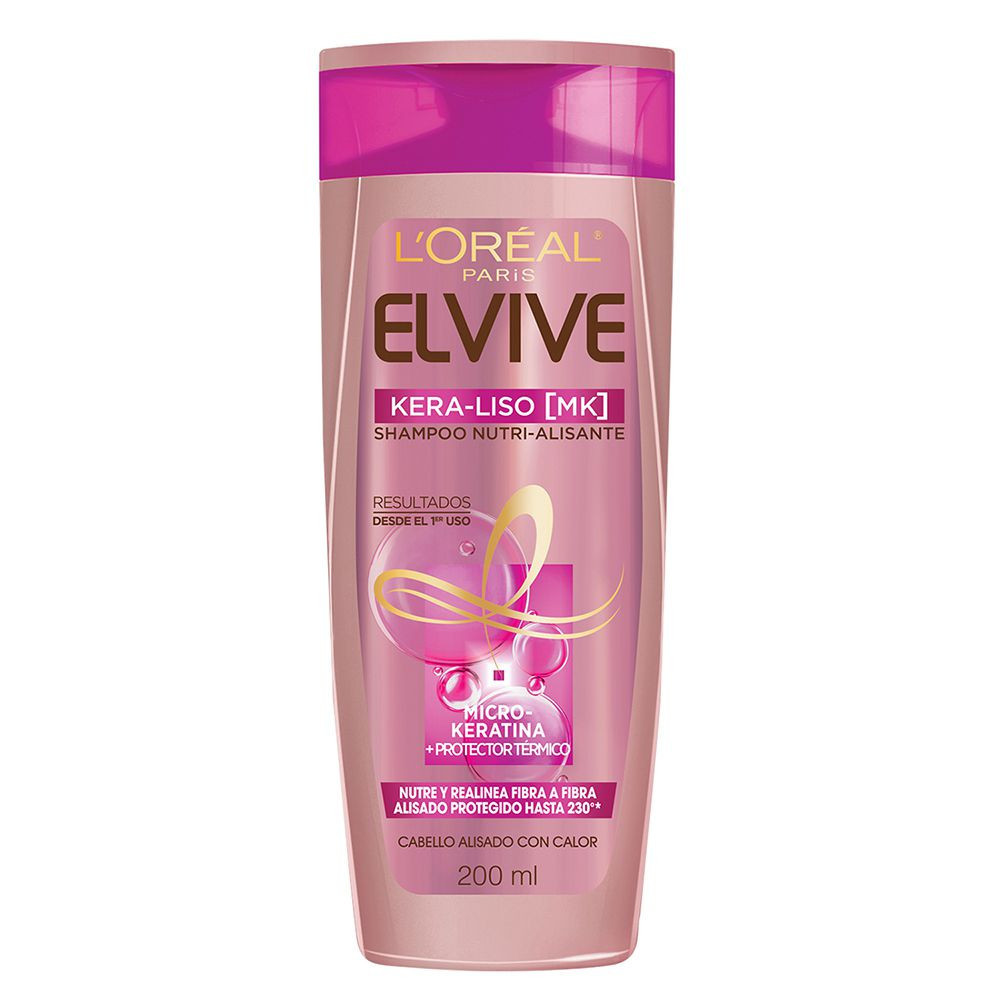 L'ORÉAL®
PARiS
ELVIVE
KERA-LISO [MK]
SHAMPOO NUTRI-ALISANTE
RESULTADOS
DESDE EL 1ER USO
MICRO-
KERATINA
+PROTECTOR TÉRMICO
NUTRE Y REALINEA FIBRA A FIBRA
ALISADO PROTEGIDO HASTA 230°*
CABELLO ALISADO CON CALOR
200 ml